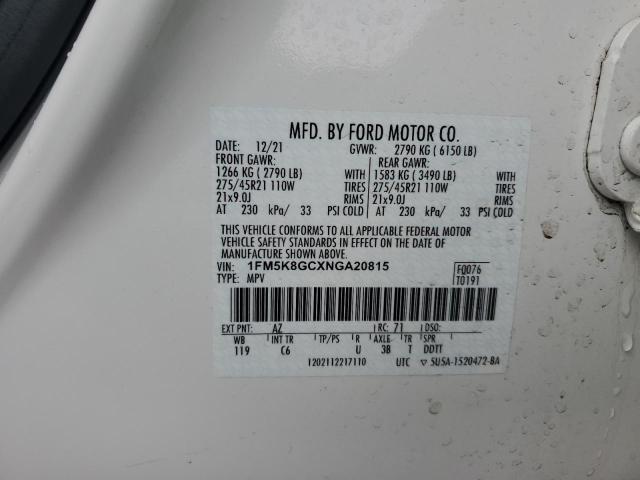 MFD. BY FORD MOTOR CO.
DATE: 12/21 GVWR: 2790 KG ( 6150 LB)
FRONT GAWR: REAR GAWR:
1266 KG ( 2790 LB) WITH 1583 KG ( 3490 LB) WITH
275/45R21 110W TIRES 275/45R21 110W TIRES
21x9.0J RIMS 21x9.0J RIMS
AT 230 kPa/ 33 PSI COLD AT 230 kPa/ 33 PSI COLD
THIS VEHICLE CONFORMS TO ALL APPLICABLE FEDERAL MOTOR
VEHICLE SAFETY STANDARDS IN EFFECT ON THE DATE OF
MANUFACTURE SHOWN ABOVE.
VIN: 1FM5K8GCXNGA20815 FQ076
TYPE: MPV T0191
EXT PNT: AZ RC: 71 DSO:
WB INT TR TP/PS R AXLE TR SPR
119 C6 U 3B T DDTT
1202112217110 UTC ▽ 5U5A-1520472-BA